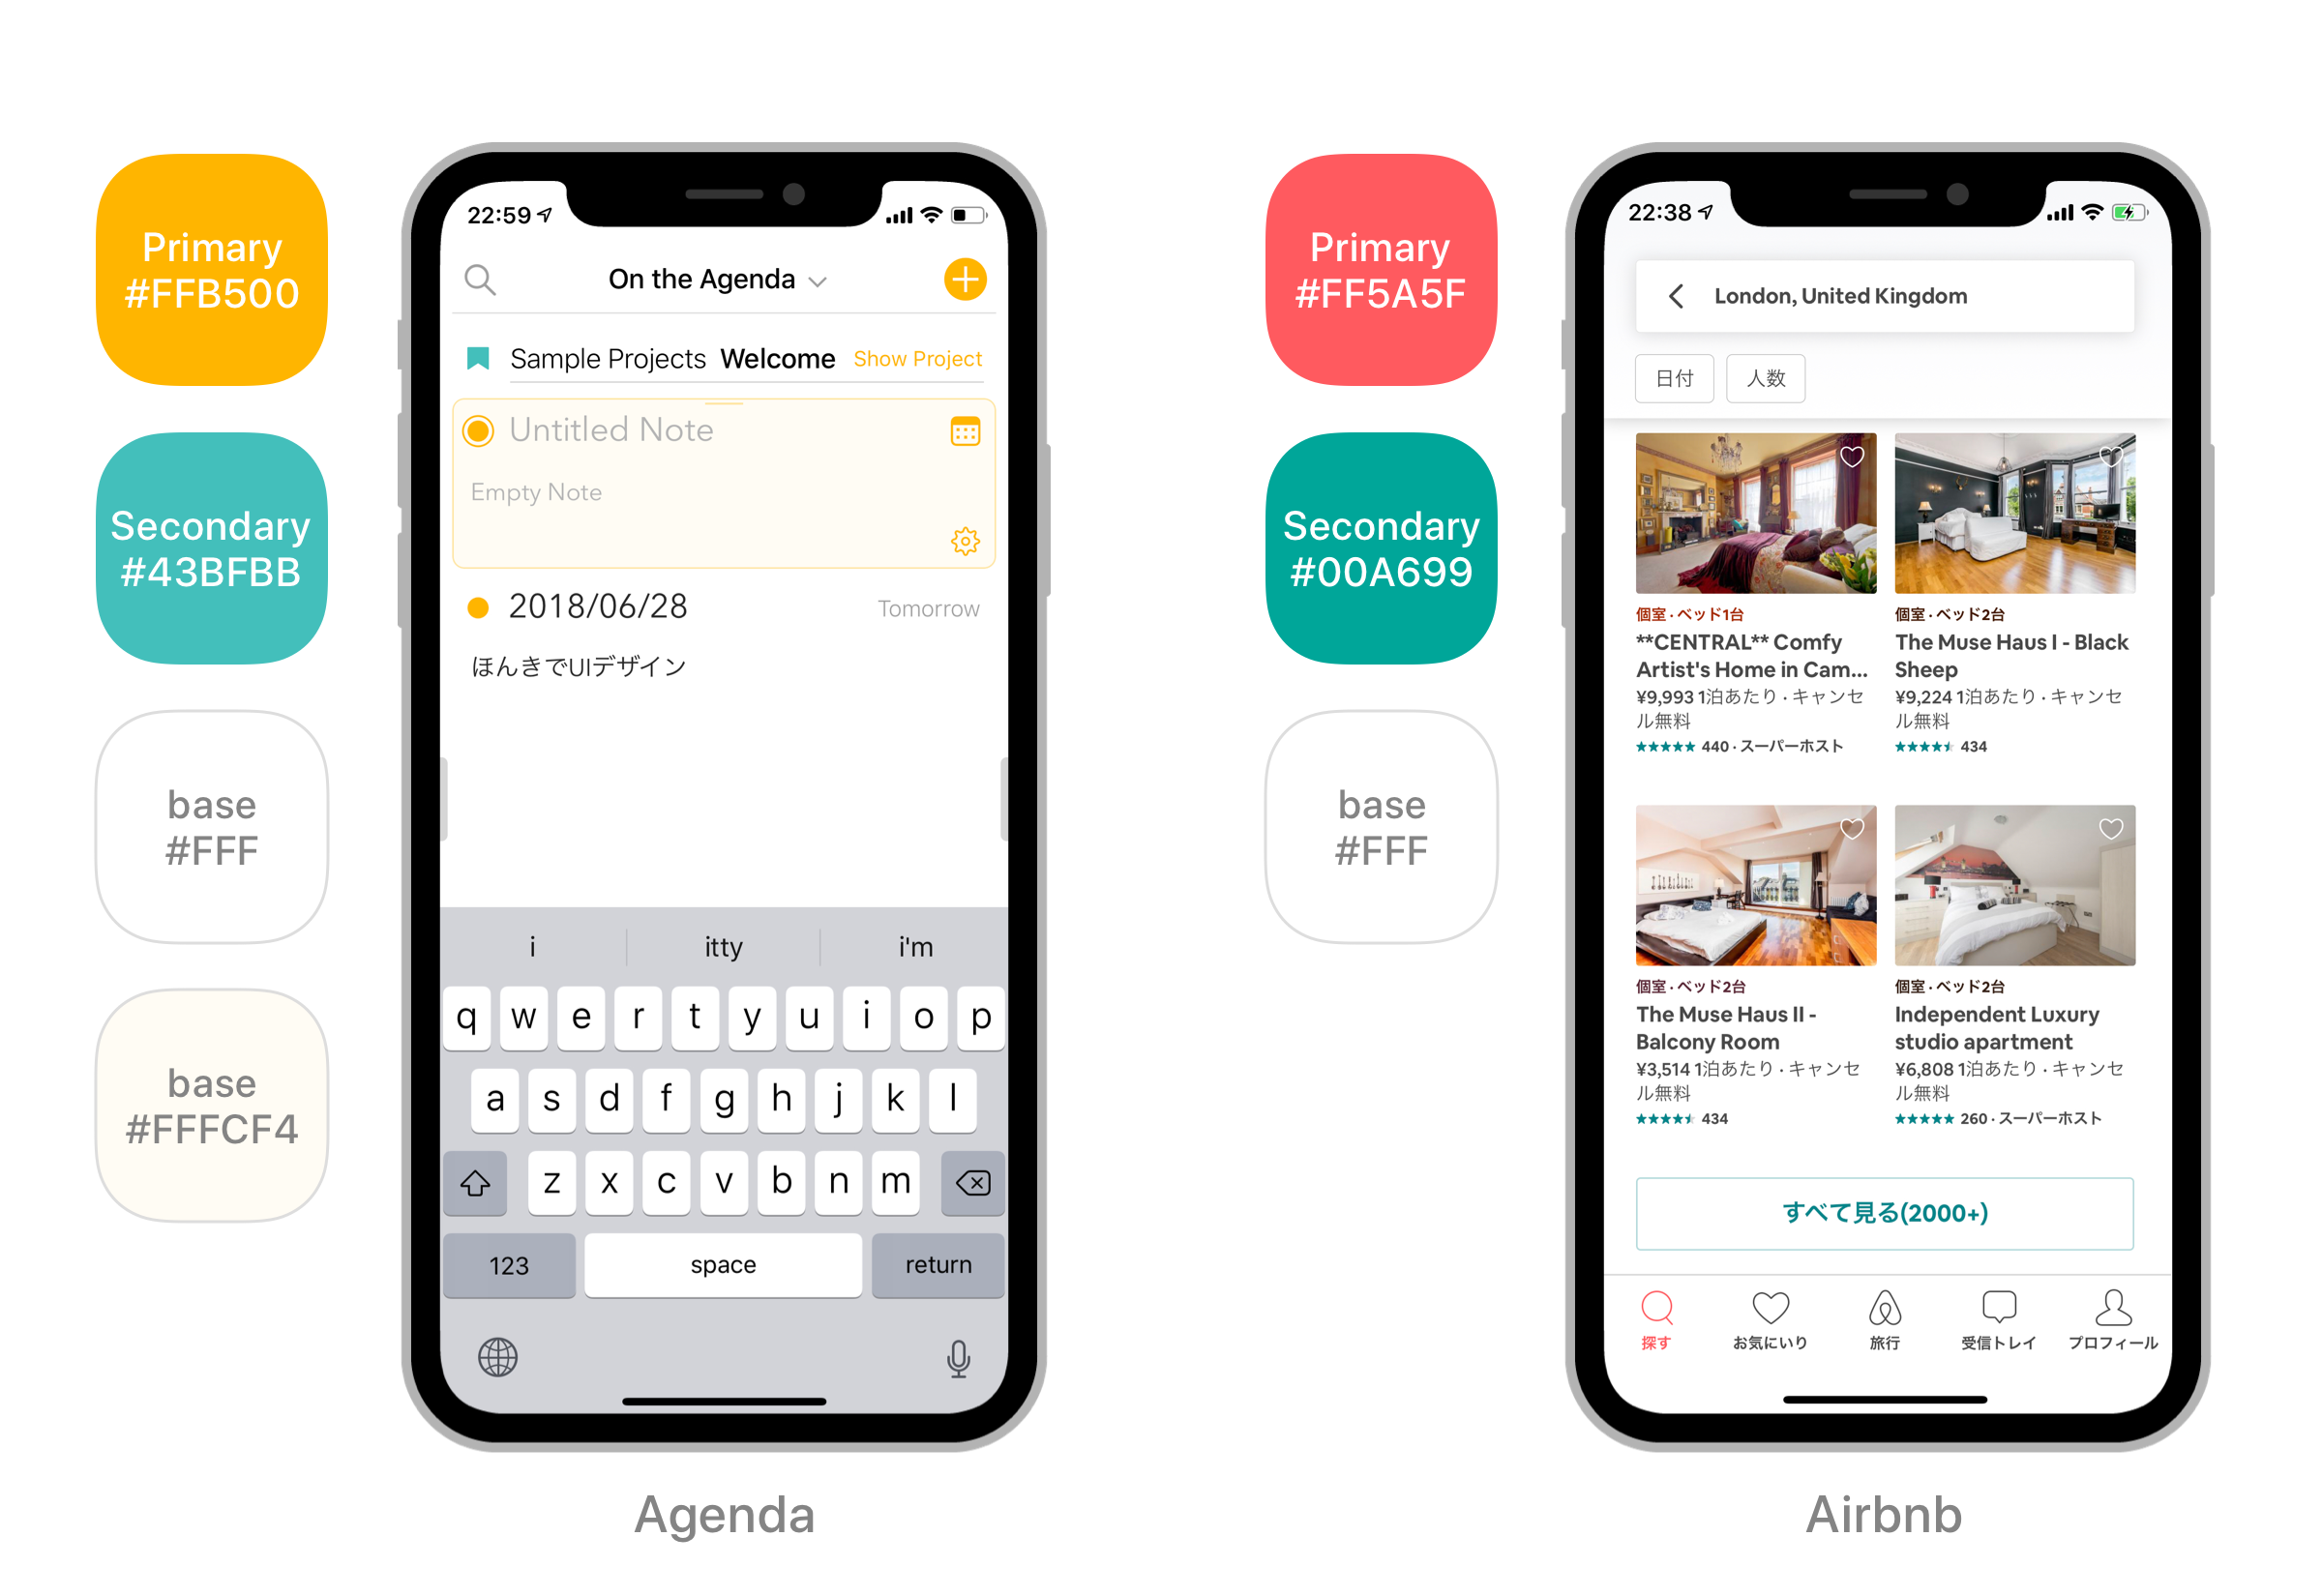 Primary
#FFB500
Secondary
#43BFBB
base
#FFF
base
#FFFCF4
22:59
On the Agenda
Sample Projects Welcome Show Project
Untitled Note
Empty Note
2018/06/28 Tomorrow
ほんきでUIデザイン
i itty i'm
q w e r t y u i o p
a s d f g h j k l
z x c v b n m
123 space return
Agenda
Primary
#FF5A5F
Secondary
#00A699
base
#FFF
22:38
London, United Kingdom
日付 人数
個室 · ベッド1台
**CENTRAL** Comfy
Artist's Home in Cam...
¥9,993 1泊あたり · キャンセ
ル無料
440 · スーパーホスト
個室 · ベッド2台
The Muse Haus I - Black
Sheep
¥9,224 1泊あたり · キャンセ
ル無料
434
個室 · ベッド2台
The Muse Haus II -
Balcony Room
¥3,514 1泊あたり · キャンセ
ル無料
434
個室 · ベッド2台
Independent Luxury
studio apartment
¥6,808 1泊あたり · キャンセ
ル無料
260 · スーパーホスト
すべて見る(2000+)
探す お気にいり 旅行 受信トレイ プロフィール
Airbnb